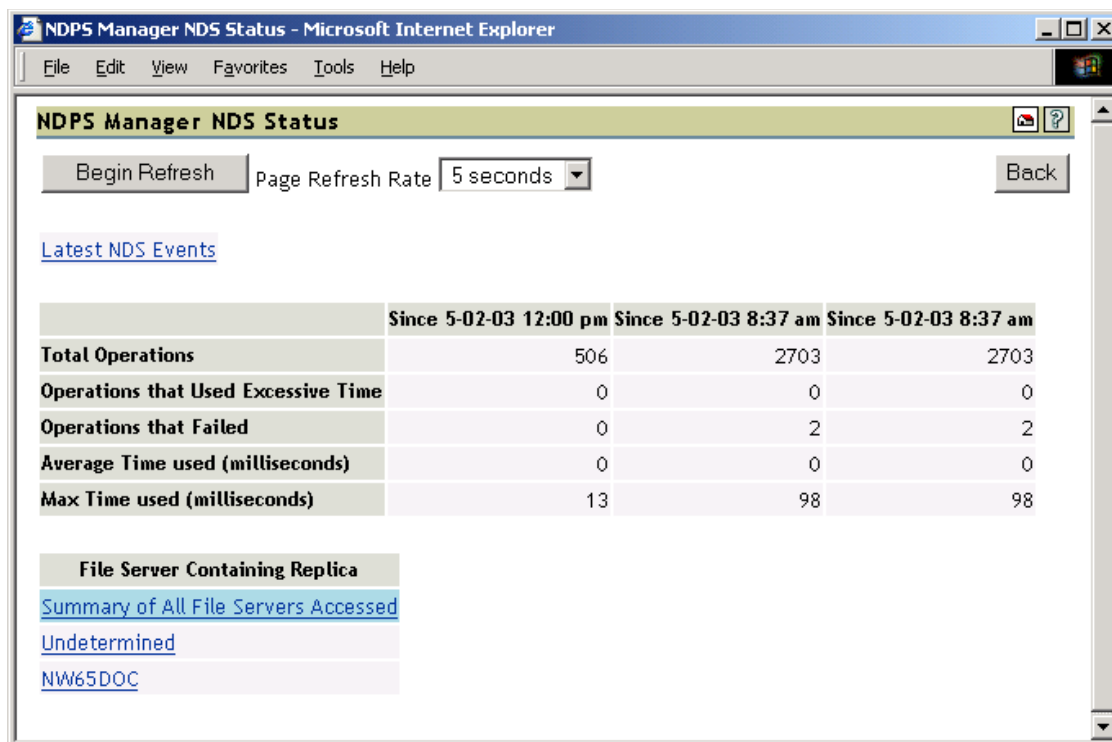 NDPS Manager NDS Status - Microsoft Internet Explorer
File Edit View Favorites Tools Help
NDPS Manager NDS Status
?
Begin Refresh Page Refresh Rate 5 seconds Back
Latest NDS Events
Since 5-02-03 12:00 pm Since 5-02-03 8:37 am Since 5-02-03 8:37 am
Total Operations 506 2703 2703
Operations that Used Excessive Time 0 0 0
Operations that Failed 0 2 2
Average Time used (milliseconds) 0 0 0
Max Time used (milliseconds) 13 98 98
File Server Containing Replica
Summary of All File Servers Accessed
Undetermined
NW65DOC